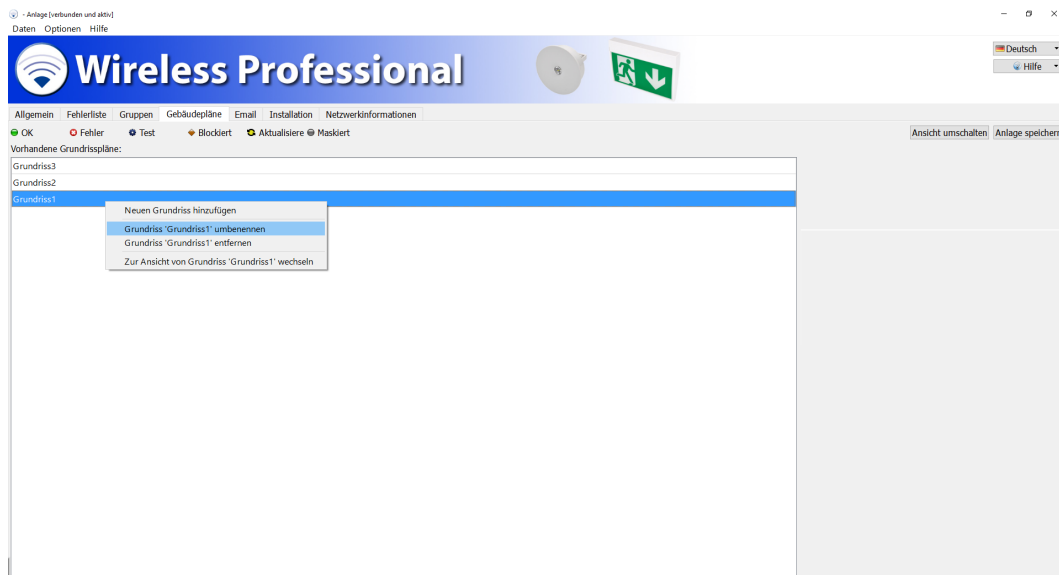 - Anlage [verbunden und aktiv]
Daten Optionen Hilfe
Wireless Professional
Deutsch
Hilfe
Allgemein Fehlerliste Gruppen Gebäudepläne Email Installation Netzwerkinformationen
OK Fehler Test Blockiert Aktualisiere Maskiert Ansicht umschalten Anlage speichern
Vorhandene Grundrisspläne:
Grundriss3
Grundriss2
Grundriss1
Neuen Grundriss hinzufügen
Grundriss 'Grundriss1' umbenennen
Grundriss 'Grundriss1' entfernen
Zur Ansicht von Grundriss 'Grundriss1' wechseln